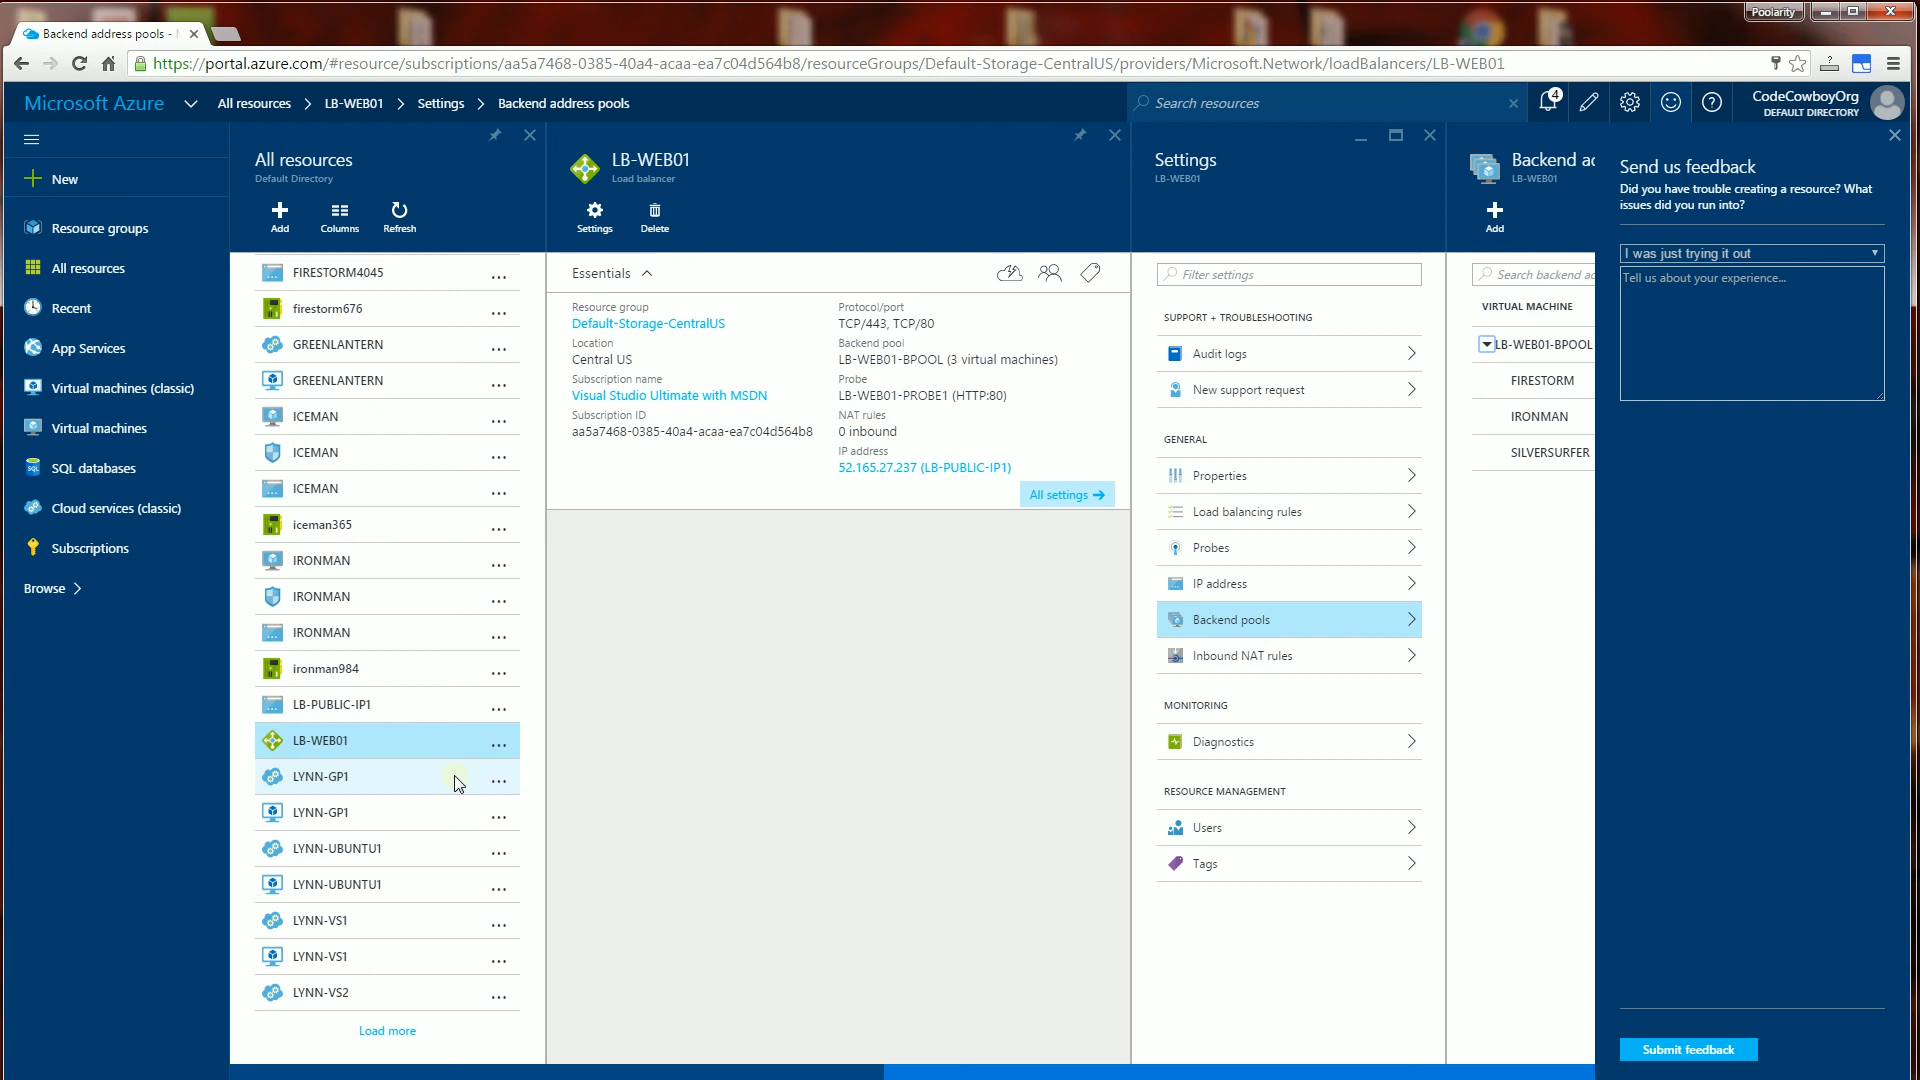 Poolarity
Backend address pools -
https://portal.azure.com/#resource/subscriptions/aa5a7468-0385-40a4-acaa-ea7c04d564b8/resourceGroups/Default-Storage-CentralUS/providers/Microsoft.Network/loadBalancers/LB-WEB01
Microsoft Azure
All resources > LB-WEB01 > Settings > Backend address pools
Search resources
4
CodeCowboyOrg
DEFAULT DIRECTORY
New
Resource groups
All resources
Recent
App Services
Virtual machines (classic)
Virtual machines
SQL databases
Cloud services (classic)
Subscriptions
Browse >
All resources
Default Directory
Add
Columns
Refresh
FIRESTORM4045 ...
firestorm676 ...
GREENLANTERN ...
GREENLANTERN ...
ICEMAN ...
ICEMAN ...
ICEMAN ...
iceman365 ...
IRONMAN ...
IRONMAN ...
IRONMAN ...
ironman984 ...
LB-PUBLIC-IP1 ...
LB-WEB01 ...
LYNN-GP1 ...
LYNN-GP1 ...
LYNN-UBUNTU1 ...
LYNN-UBUNTU1 ...
LYNN-VS1 ...
LYNN-VS1 ...
LYNN-VS2 ...
Load more
LB-WEB01
Load balancer
Settings
Delete
Essentials
Resource group
Default-Storage-CentralUS
Location
Central US
Subscription name
Visual Studio Ultimate with MSDN
Subscription ID
aa5a7468-0385-40a4-acaa-ea7c04d564b8
Protocol/port
TCP/443, TCP/80
Backend pool
LB-WEB01-BPOOL (3 virtual machines)
Probe
LB-WEB01-PROBE1 (HTTP:80)
NAT rules
0 inbound
IP address
52.165.27.237 (LB-PUBLIC-IP1)
All settings →
Settings
LB-WEB01
Filter settings
SUPPORT + TROUBLESHOOTING
Audit logs
New support request
GENERAL
Properties
Load balancing rules
Probes
IP address
Backend pools
Inbound NAT rules
MONITORING
Diagnostics
RESOURCE MANAGEMENT
Users
Tags
Backend ac
LB-WEB01
Add
Search backend ac
VIRTUAL MACHINE
LB-WEB01-BPOOL
FIRESTORM
IRONMAN
SILVERSURFER
Send us feedback
Did you have trouble creating a resource? What
issues did you run into?
I was just trying it out
Tell us about your experience...
Submit feedback